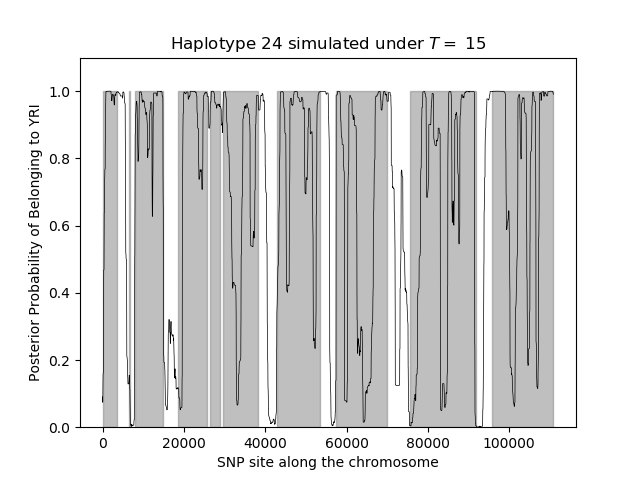 Haplotype 24 simulated under T = 15
Posterior Probability of Belonging to YRI
1.0
0.8
0.6
0.4
0.2
0.0
0 20000 40000 60000 80000 100000
SNP site along the chromosome